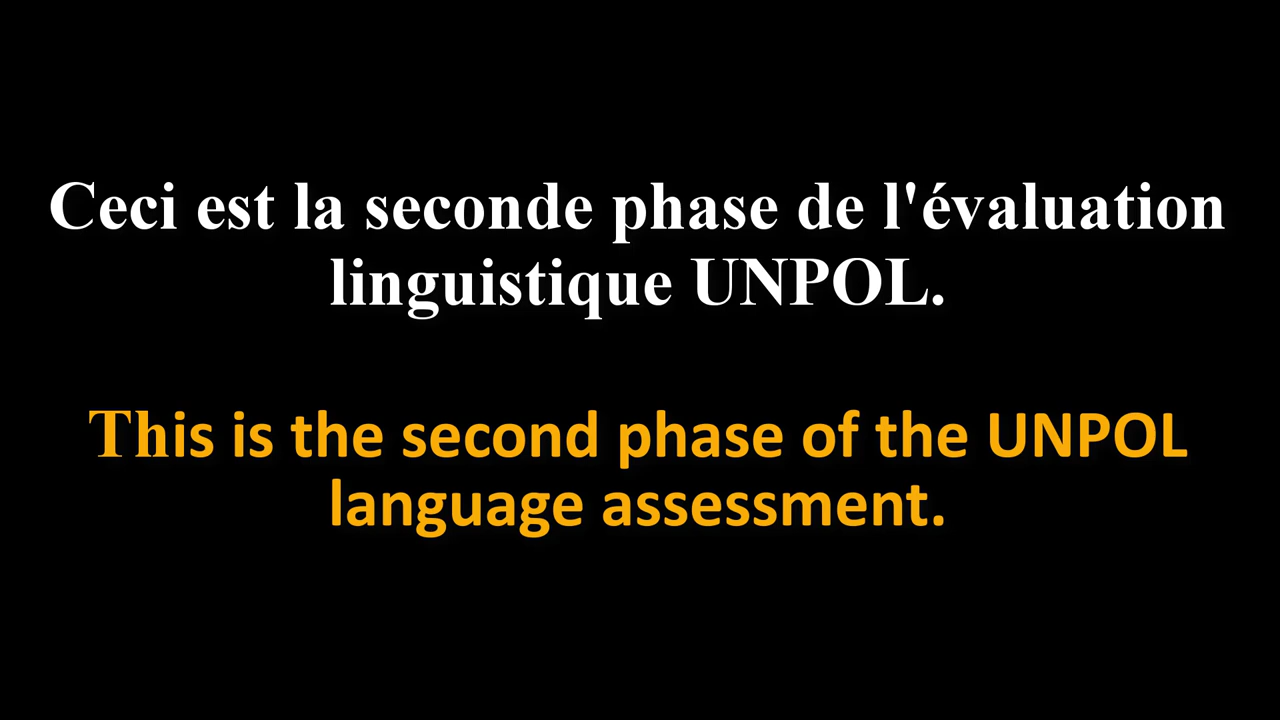 Ceci est la seconde phase de l'évaluation
linguistique UNPOL.
This is the second phase of the UNPOL
language assessment.